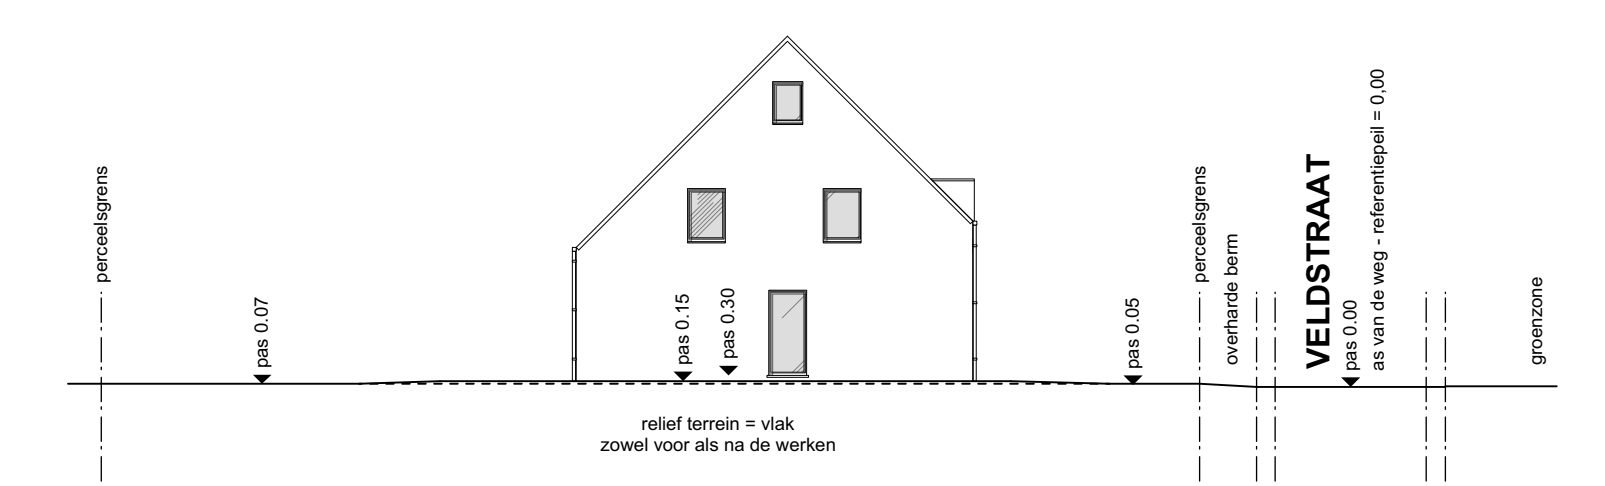 perceelsgrens
pas 0.07
pas 0.15
pas 0.30
pas 0.05
perceelsgrens
overharde berm
VELDSTRAAT
pas 0.00
as van de weg - referentiepeil = 0,00
groenzone
relief terrein = vlak
zowel voor als na de werken